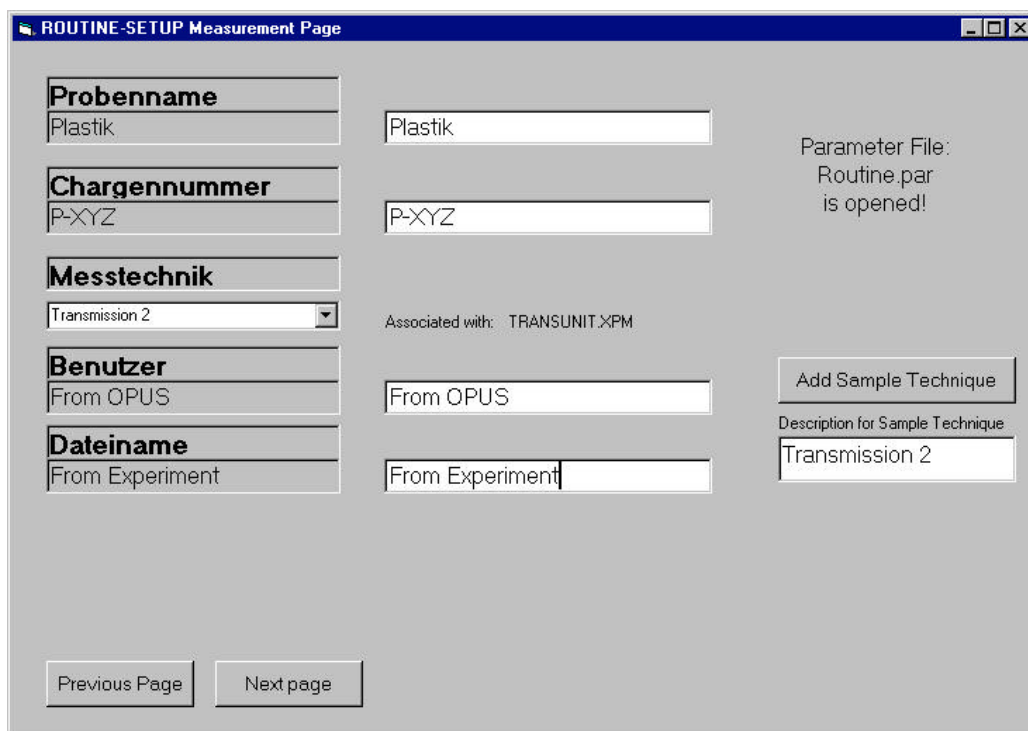 ROUTINE-SETUP Measurement Page
Probenname
Plastik
Plastik
Parameter File:
Routine.par
is opened!
Chargennummer
P-XYZ
P-XYZ
Messtechnik
Transmission 2
Associated with: TRANSUNIT.XPM
Benutzer
From OPUS
From OPUS
Add Sample Technique
Description for Sample Technique
Transmission 2
Dateiname
From Experiment
From Experiment
Previous Page
Next page